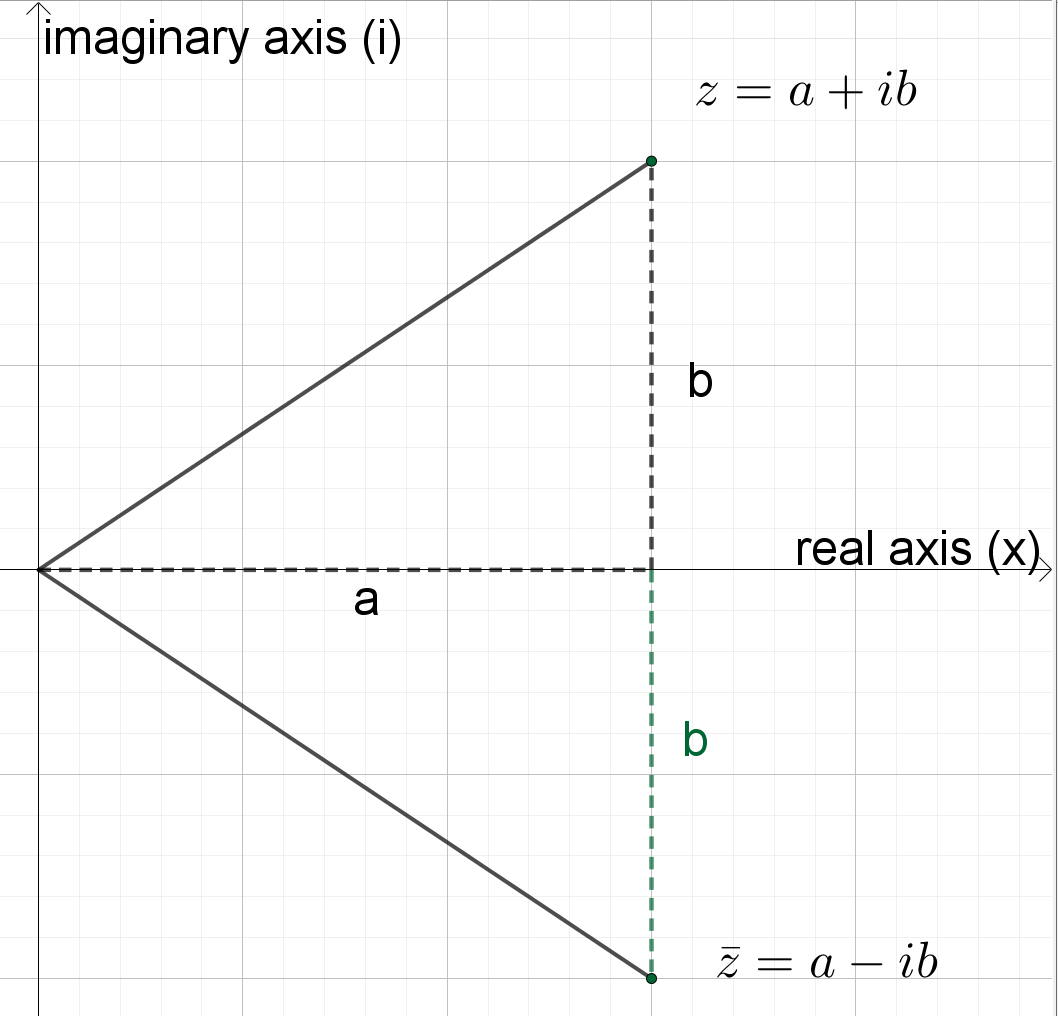 imaginary axis (i)
z = a + ib
b
real axis (x)
a
b
z̄ = a − ib